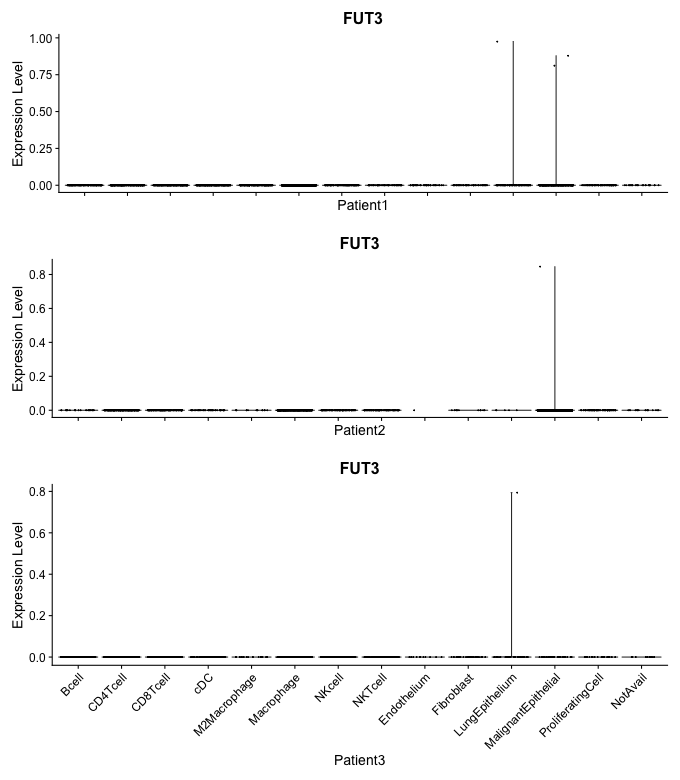 FUT3
1.00
0.75
0.50
0.25
0.00
Expression Level
Patient1
FUT3
0.8
0.6
0.4
0.2
0.0
Expression Level
Patient2
FUT3
0.8
0.6
0.4
0.2
0.0
Expression Level
Bcell
CD4Tcell
CD8Tcell
cDC
M2Macrophage
Macrophage
NKcell
NKTcell
Endothelium
Fibroblast
LungEpithelium
MalignantEpithelial
ProliferatingCell
NotAvail
Patient3